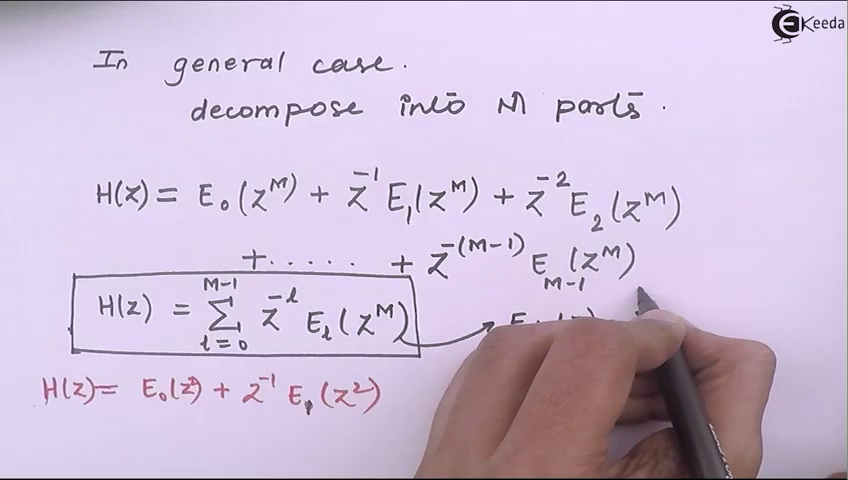 Keeda
In general case.
decompose into M parts.
H(z) = E₀(z^M) + z⁻¹ E₁(z^M) + z⁻² E₂(z^M)
+ ..... + z^-(M-1) E_M-1 (z^M)
H(z) = M-1 ∑ l=0 z^-l E_l(z^M)
H(z) = E₀(z²) + z⁻¹ E₁(z²)